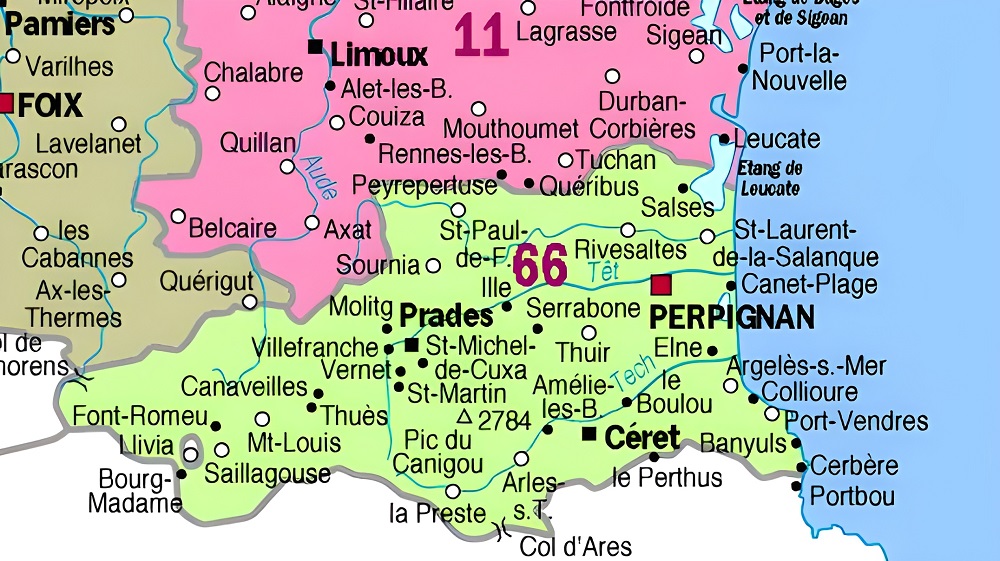 Mirepoix
Alaigne
St-Hilaire
Fontfroide
Etang de Bages
et de Sigean
Pamiers
Limoux
11
Lagrasse
Sigean
Port-la-
Nouvelle
Varilhes
Chalabre
Alet-les-B.
FOIX
Couiza
Durban-
Corbières
Lavelanet
Quillan
Mouthoumet
Leucate
arascon
Aude
Rennes-les-B.
Tuchan
Etang de
Leucate
Peyrepertuse
Quéribus
Salses
les
Cabannes
Belcaire
Axat
St-Paul-
de-F.
66
Rivesaltes
St-Laurent-
de-la-Salanque
Sournia
Têt
Ax-les-
Thermes
Quérigut
Ille
Canet-Plage
Molitg
Prades
Serrabone
PERPIGNAN
ol de
morens
Villefranche
St-Michel-
de-Cuxa
Thuir
Elne
Vernet
Tech
Argelès-s.-Mer
Canaveilles
St-Martin
Amélie-
les-B.
le
Boulou
Collioure
Font-Romeu
Thuès
2784
Port-Vendres
Llivia
Mt-Louis
Pic du
Canigou
Céret
Banyuls
Saillagouse
Cerbère
Bourg-
Madame
Arles-
s.T.
le Perthus
Portbou
la Preste
Col d'Ares